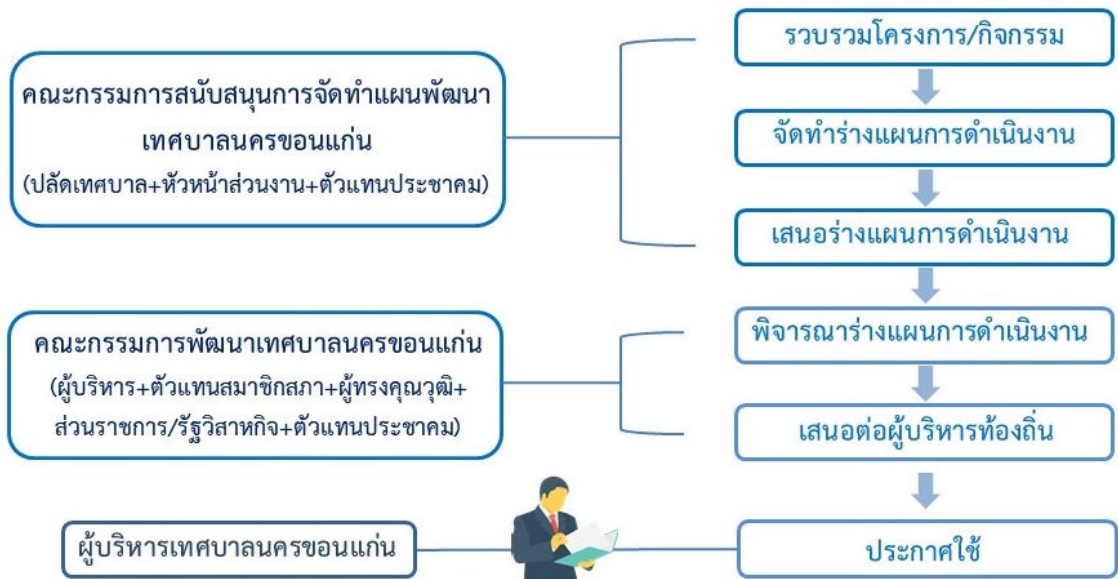 คณะกรรมการสนับสนุนการจัดทำแผนพัฒนา
เทศบาลนครขอนแก่น
(ปลัดเทศบาล+หัวหน้าส่วนงาน+ตัวแทนประชาคม)
รวบรวมโครงการ/กิจกรรม
จัดทำร่างแผนการดำเนินงาน
เสนอร่างแผนการดำเนินงาน
คณะกรรมการพัฒนาเทศบาลนครขอนแก่น
(ผู้บริหาร+ตัวแทนสมาชิกสภา+ผู้ทรงคุณวุฒิ+
ส่วนราชการ/รัฐวิสาหกิจ+ตัวแทนประชาคม)
พิจารณาร่างแผนการดำเนินงาน
เสนอต่อผู้บริหารท้องถิ่น
ผู้บริหารเทศบาลนครขอนแก่น
ประกาศใช้